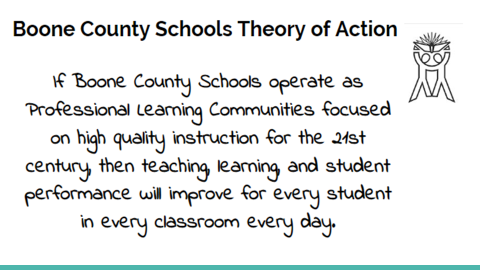 Boone County Schools Theory of Action
If Boone County Schools operate as
Professional Learning Communities focused
on high quality instruction for the 21st
century, then teaching, learning, and student
performance will improve for every student
in every classroom every day.